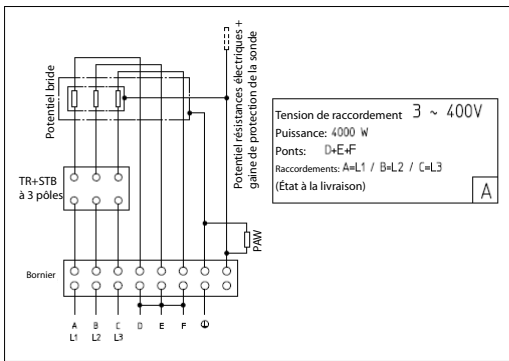 Potentiel bride
Potentiel résistances électriques +
gaine de protection de la sonde
Tension de raccordement 3 ~ 400V
Puissance: 4000 W
Ponts: D+E+F
Raccordements: A=L1 / B=L2 / C=L3
(État à la livraison)
A
TR+STB
à 3 pôles
PAW
Bornier
A B C D E F
L1 L2 L3